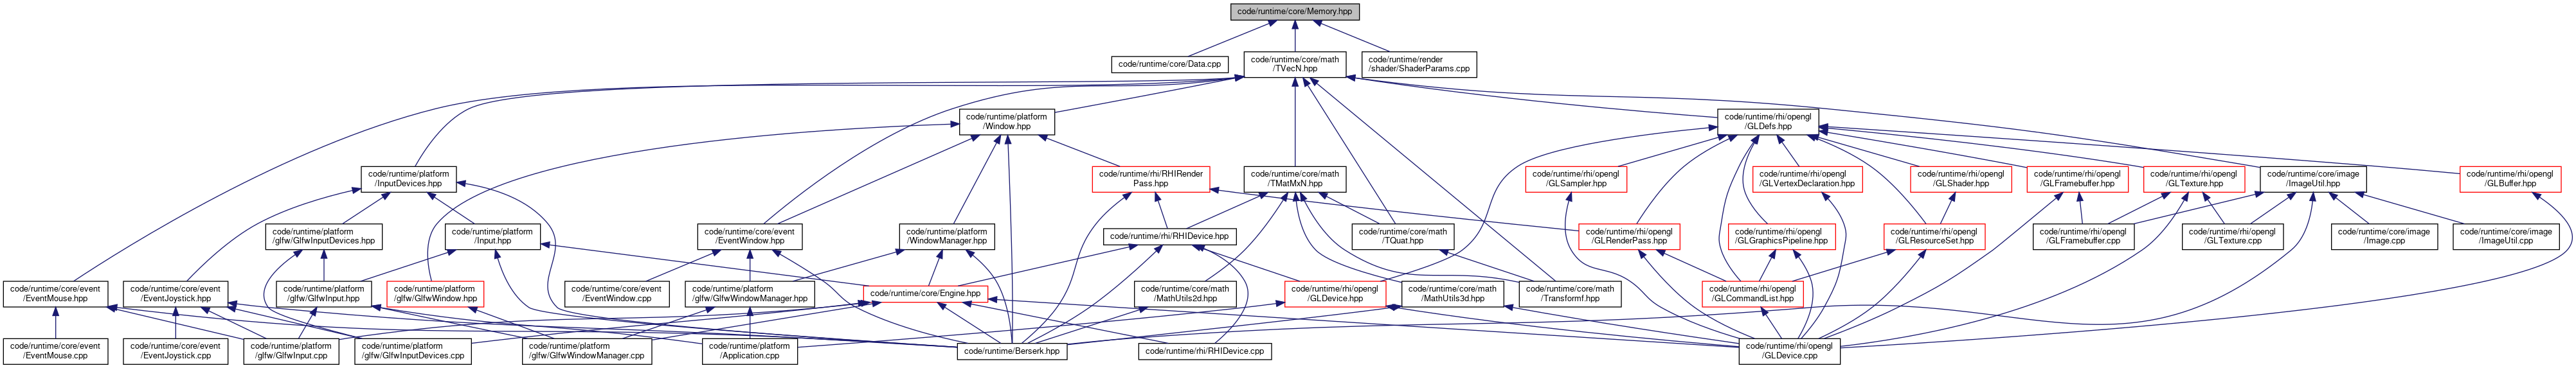 code/runtime/core/Memory.hpp
code/runtime/core/Data.cpp
code/runtime/core/math
/TVecN.hpp
code/runtime/render
/shader/ShaderParams.cpp
code/runtime/platform
/Window.hpp
code/runtime/rhi/opengl
/GLDefs.hpp
code/runtime/platform
/InputDevices.hpp
code/runtime/rhi/RHIRender
Pass.hpp
code/runtime/core/math
/TMatMxN.hpp
code/runtime/rhi/opengl
/GLSampler.hpp
code/runtime/rhi/opengl
/GLVertexDeclaration.hpp
code/runtime/rhi/opengl
/GLShader.hpp
code/runtime/rhi/opengl
/GLFramebuffer.hpp
code/runtime/rhi/opengl
/GLTexture.hpp
code/runtime/core/image
/ImageUtil.hpp
code/runtime/rhi/opengl
/GLBuffer.hpp
code/runtime/platform
/glfw/GlfwInputDevices.hpp
code/runtime/platform
/Input.hpp
code/runtime/core/event
/EventWindow.hpp
code/runtime/platform
/WindowManager.hpp
code/runtime/rhi/RHIDevice.hpp
code/runtime/core/math
/TQuat.hpp
code/runtime/rhi/opengl
/GLRenderPass.hpp
code/runtime/rhi/opengl
/GLGraphicsPipeline.hpp
code/runtime/rhi/opengl
/GLResourceSet.hpp
code/runtime/rhi/opengl
/GLFramebuffer.cpp
code/runtime/rhi/opengl
/GLTexture.cpp
code/runtime/core/image
/Image.cpp
code/runtime/core/image
/ImageUtil.cpp
code/runtime/core/event
/EventMouse.hpp
code/runtime/core/event
/EventJoystick.hpp
code/runtime/platform
/glfw/GlfwInput.hpp
code/runtime/platform
/glfw/GlfwWindow.hpp
code/runtime/core/event
/EventWindow.cpp
code/runtime/platform
/glfw/GlfwWindowManager.hpp
code/runtime/core/Engine.hpp
code/runtime/core/math
/MathUtils2d.hpp
code/runtime/rhi/opengl
/GLDevice.hpp
code/runtime/core/math
/MathUtils3d.hpp
code/runtime/core/math
/Transformf.hpp
code/runtime/rhi/opengl
/GLCommandList.hpp
code/runtime/core/event
/EventMouse.cpp
code/runtime/core/event
/EventJoystick.cpp
code/runtime/platform
/glfw/GlfwInput.cpp
code/runtime/platform
/glfw/GlfwInputDevices.cpp
code/runtime/platform
/glfw/GlfwWindowManager.cpp
code/runtime/platform
/Application.cpp
code/runtime/Berserk.hpp
code/runtime/rhi/RHIDevice.cpp
code/runtime/rhi/opengl
/GLDevice.cpp